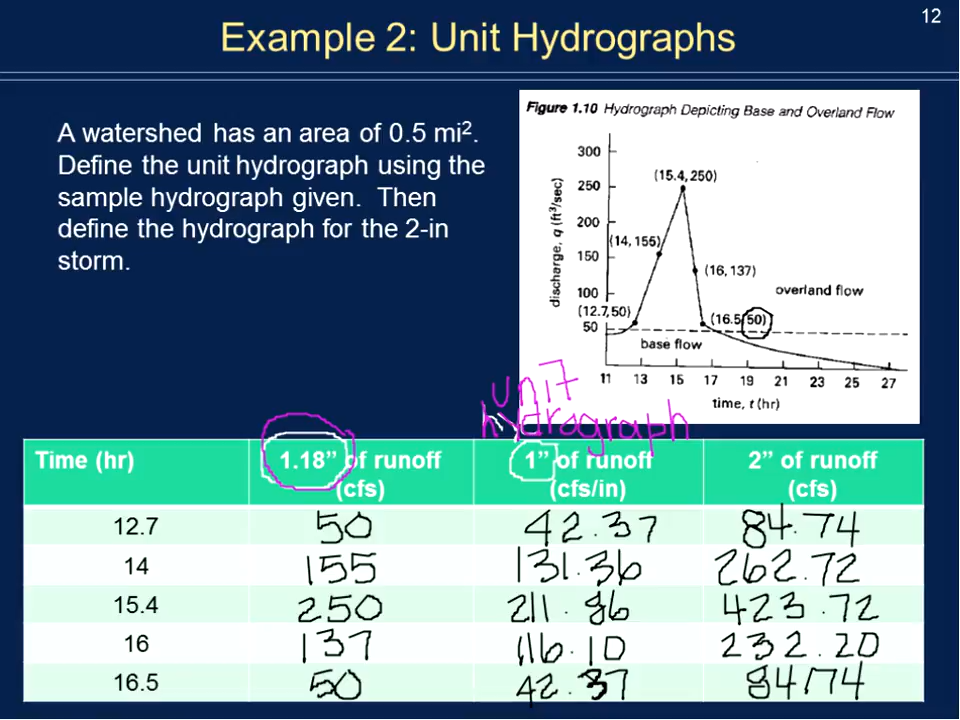 12
Example 2: Unit Hydrographs
A watershed has an area of 0.5 mi².
Define the unit hydrograph using the
sample hydrograph given. Then
define the hydrograph for the 2-in
storm.
Figure 1.10 Hydrograph Depicting Base and Overland Flow
discharge, q (ft³/sec)
300
250
200
150
100
50
(15.4, 250)
(14, 155)
(16, 137)
overland flow
(12.7, 50)
(16.5, 50)
base flow
11 13 15 17 19 21 23 25 27
time, t (hr)
unit
hydrograph
Time (hr) 1.18” of runoff 1” of runoff 2” of runoff
(cfs) (cfs/in) (cfs)
12.7 50 42.37 84.74
14 155 131.36 262.72
15.4 250 211.86 423.72
16 137 116.10 232.20
16.5 50 42.37 84.74